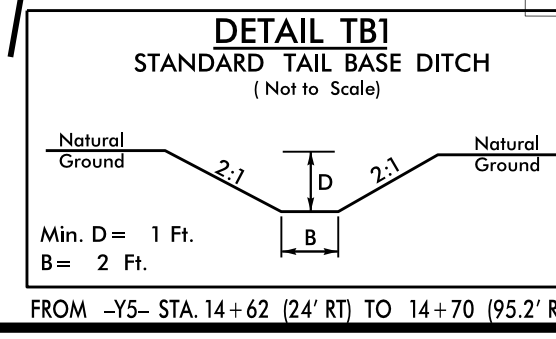 DETAIL TB1
STANDARD TAIL BASE DITCH
( Not to Scale)
Natural
Ground
2:1
D
2:1
Natural
Ground
B
Min. D = 1 Ft.
B = 2 Ft.
FROM -Y5- STA. 14+62 (24' RT) TO 14+70 (95.2' R